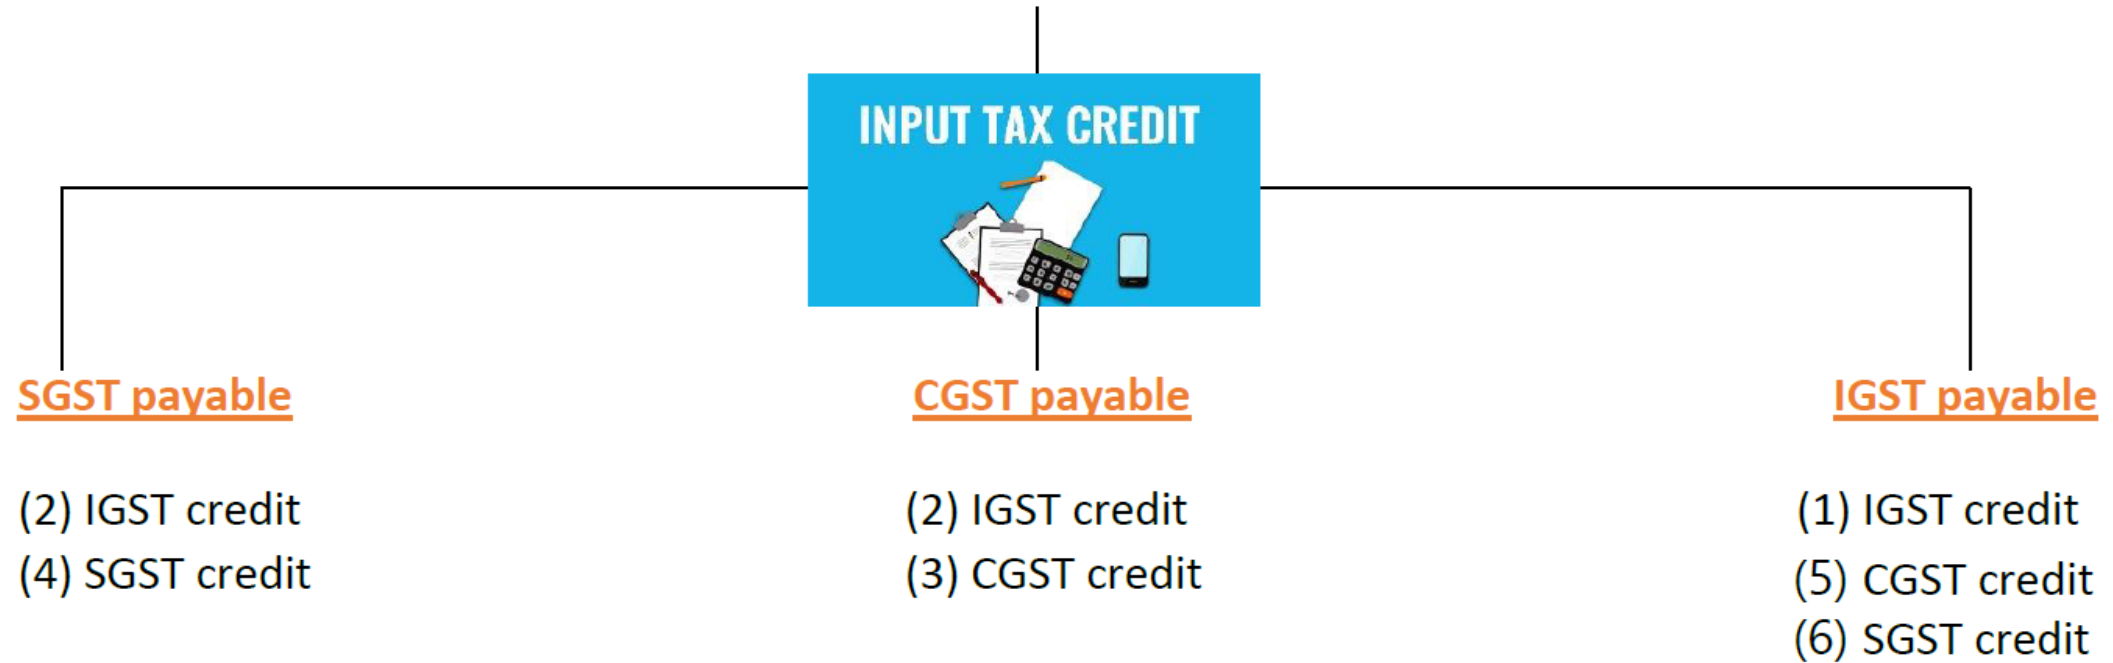 INPUT TAX CREDIT
SGST payable
(2) IGST credit
(4) SGST credit
CGST payable
(2) IGST credit
(3) CGST credit
IGST payable
(1) IGST credit
(5) CGST credit
(6) SGST credit